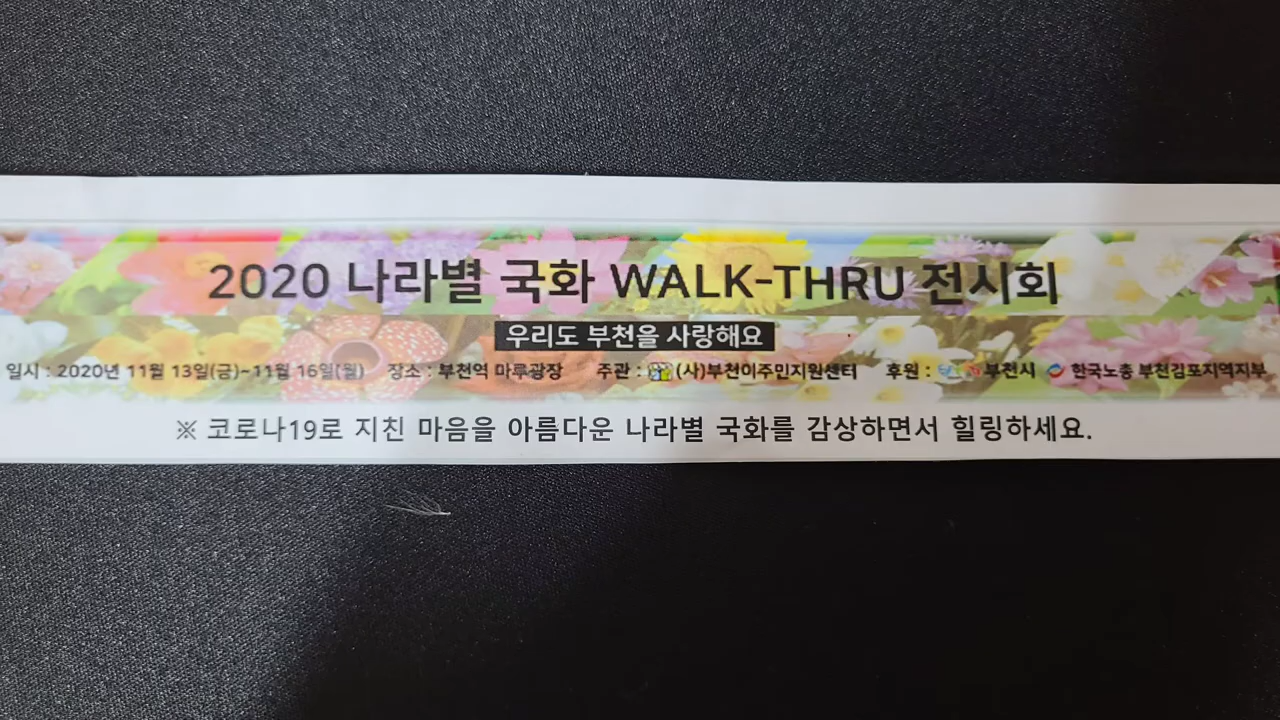 2020 나라별 국화 WALK-THRU 전시회
우리도 부천을 사랑해요
일시 : 2020년 11월 13일(금)~11월 16일(월) 장소 : 부천역 마루광장 주관 : (사)부천이주민지원센터 후원 : 부천시 한국노총 부천김포지역지부
※ 코로나19로 지친 마음을 아름다운 나라별 국화를 감상하면서 힐링하세요.